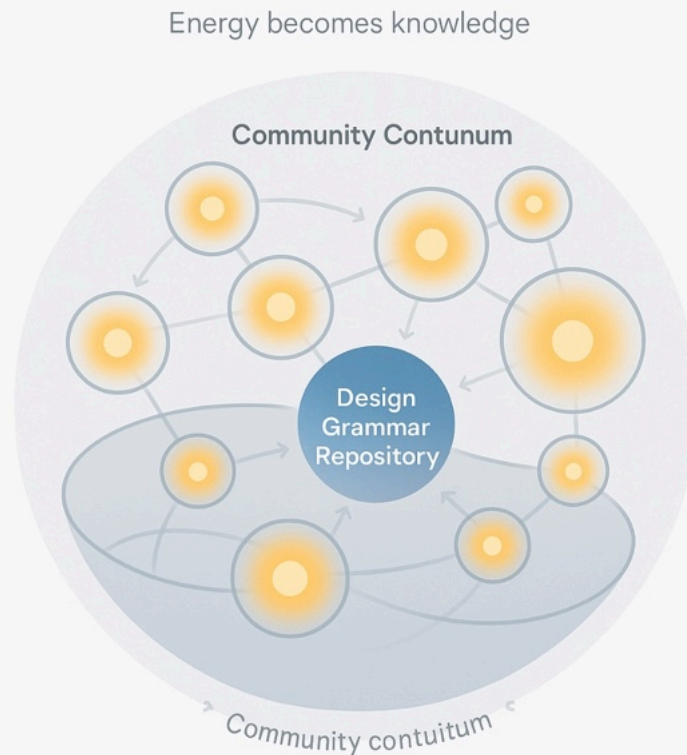 Energy becomes knowledge
Community Contunum
Design
Grammar
Repository
Community contuitum